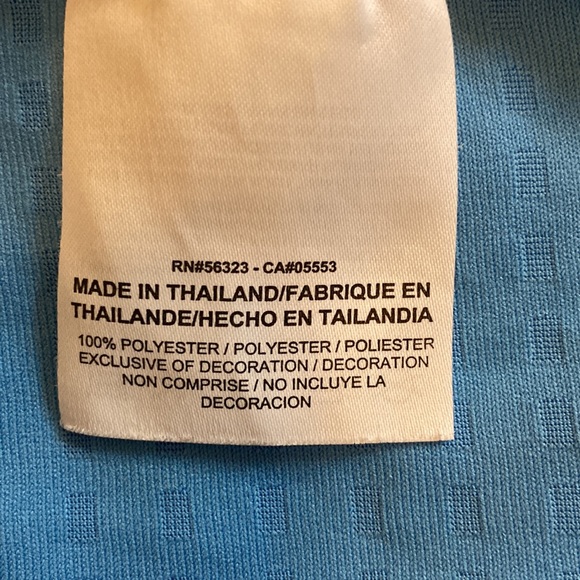 RN#56323 - CA#05553
MADE IN THAILAND/FABRIQUE EN
THAILANDE/HECHO EN TAILANDIA
100% POLYESTER / POLYESTER / POLIESTER
EXCLUSIVE OF DECORATION / DECORATION
NON COMPRISE / NO INCLUYE LA
DECORACION